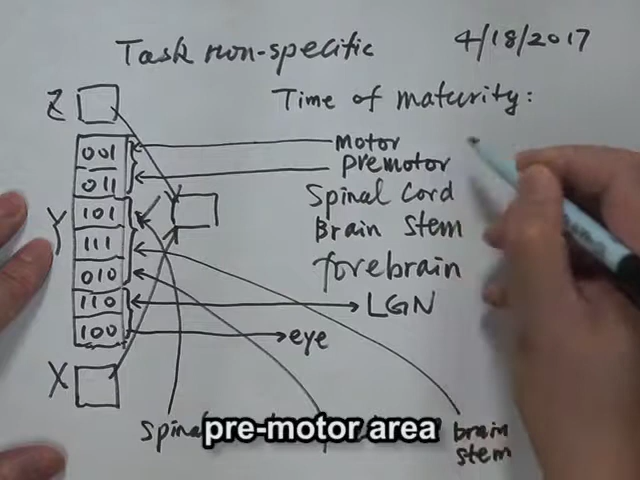 Task non-specific 4/18/2017
Z Time of maturity:
001 Motor
011 premotor
101 Spinal Cord
Y 111 Brain stem
010 forebrain
110 LGN
100 eye
X
spinal brain
stem
pre-motor area